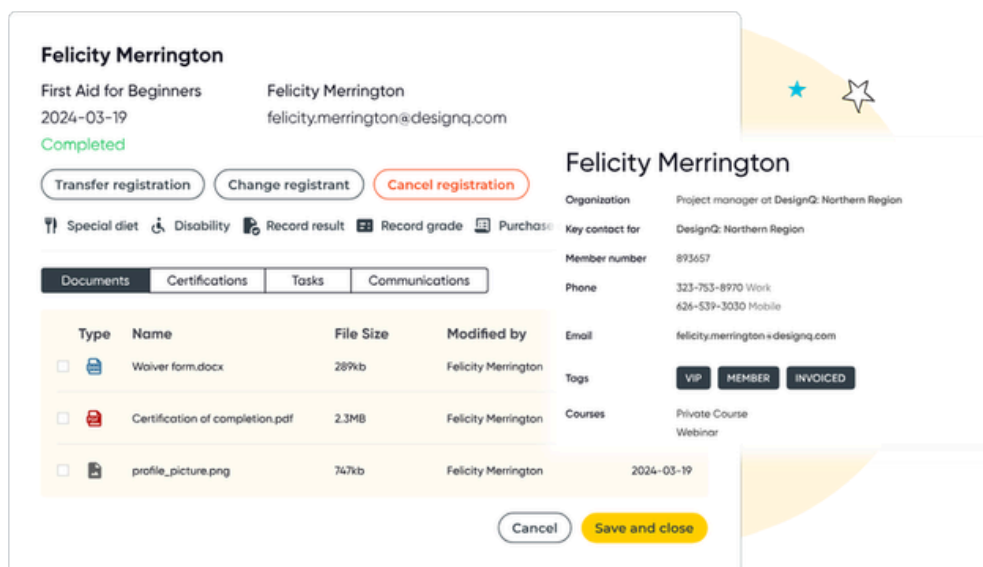 Felicity Merrington
First Aid for Beginners Felicity Merrington
2024-03-19 felicity.merrington@designq.com
Completed
Transfer registration Change registrant Cancel registration
Special diet Disability Record result Record grade Purchase
Documents Certifications Tasks Communications
Type Name File Size Modified by
Waiver form.docx 289kb Felicity Merrington
Certification of completion.pdf 2.3MB Felicity Merrington
profile_picture.png 747kb Felicity Merrington 2024-03-19
Cancel Save and close
Felicity Merrington
Organization Project manager at DesignQ: Northern Region
Key contact for DesignQ: Northern Region
Member number 893657
Phone 323-753-8970 Work
626-539-3030 Mobile
Email felicity.merrington@designq.com
Tags VIP MEMBER INVOICED
Courses Private Course
Webinar